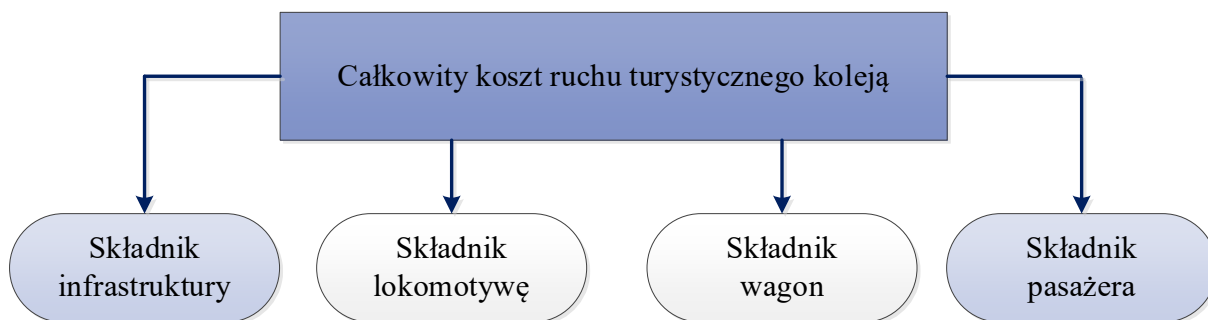 Całkowity koszt ruchu turystycznego koleją
Składnik
infrastruktury
Składnik
lokomotywę
Składnik
wagon
Składnik
pasażera